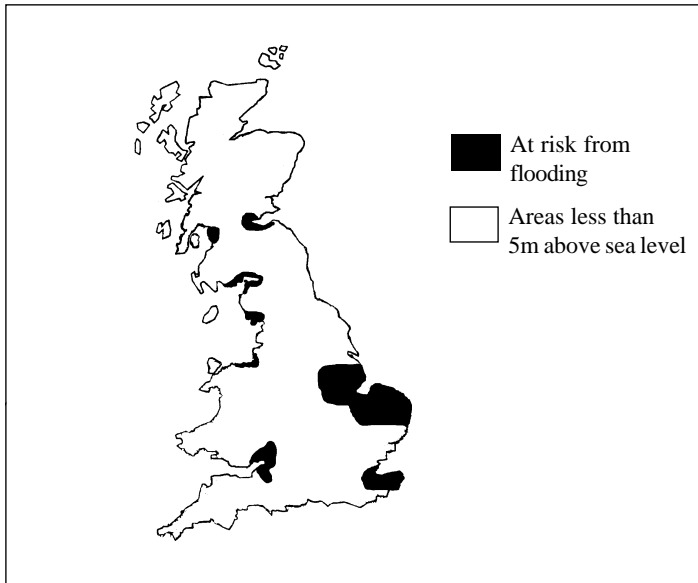 At risk from
flooding
Areas less than
5m above sea level